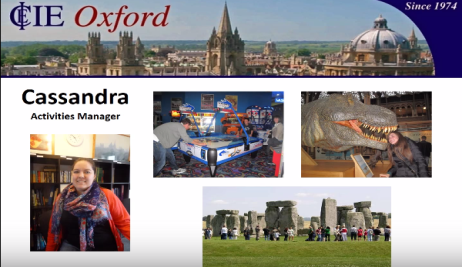 CIE Oxford
Since 1974
Cassandra
Activities Manager